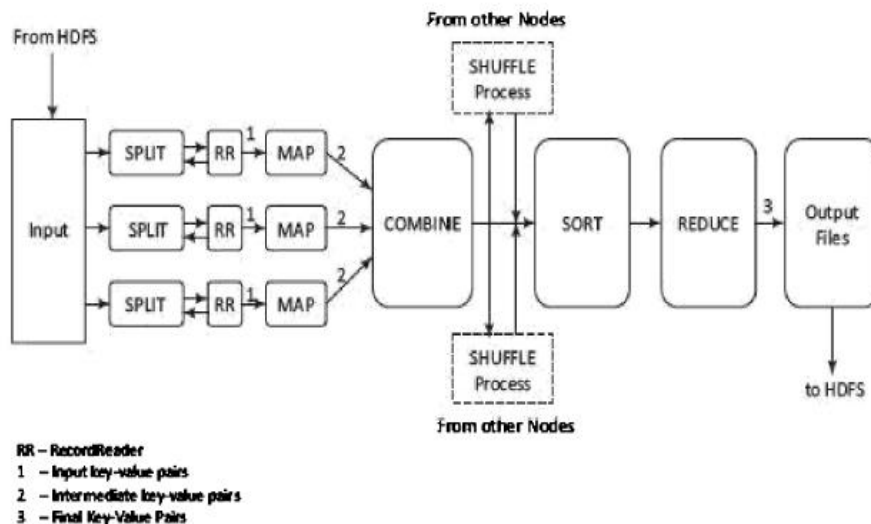 From other Nodes
From HDFS
SHUFFLE
Process
SPLIT
RR
1
MAP
2
Input
SPLIT
RR
1
MAP
2
COMBINE
SORT
REDUCE
3
Output
Files
SPLIT
RR
1
MAP
2
SHUFFLE
Process
to HDFS
From other Nodes
RR – RecordReader
1 – Input key-value pairs
2 – Intermediate key-value pairs
3 – Final Key-Value Pairs